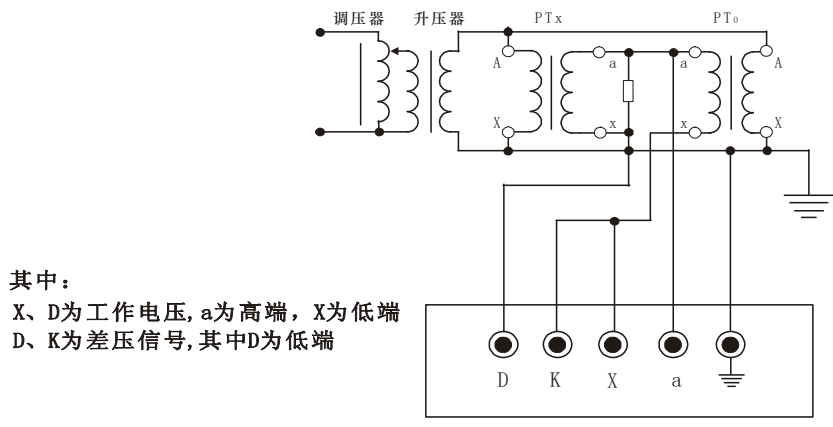 调压器 升压器 PTx PT0
A a a A
X x x X
其中：
X、D为工作电压,a为高端，X为低端
D、K为差压信号,其中D为低端
D K X a